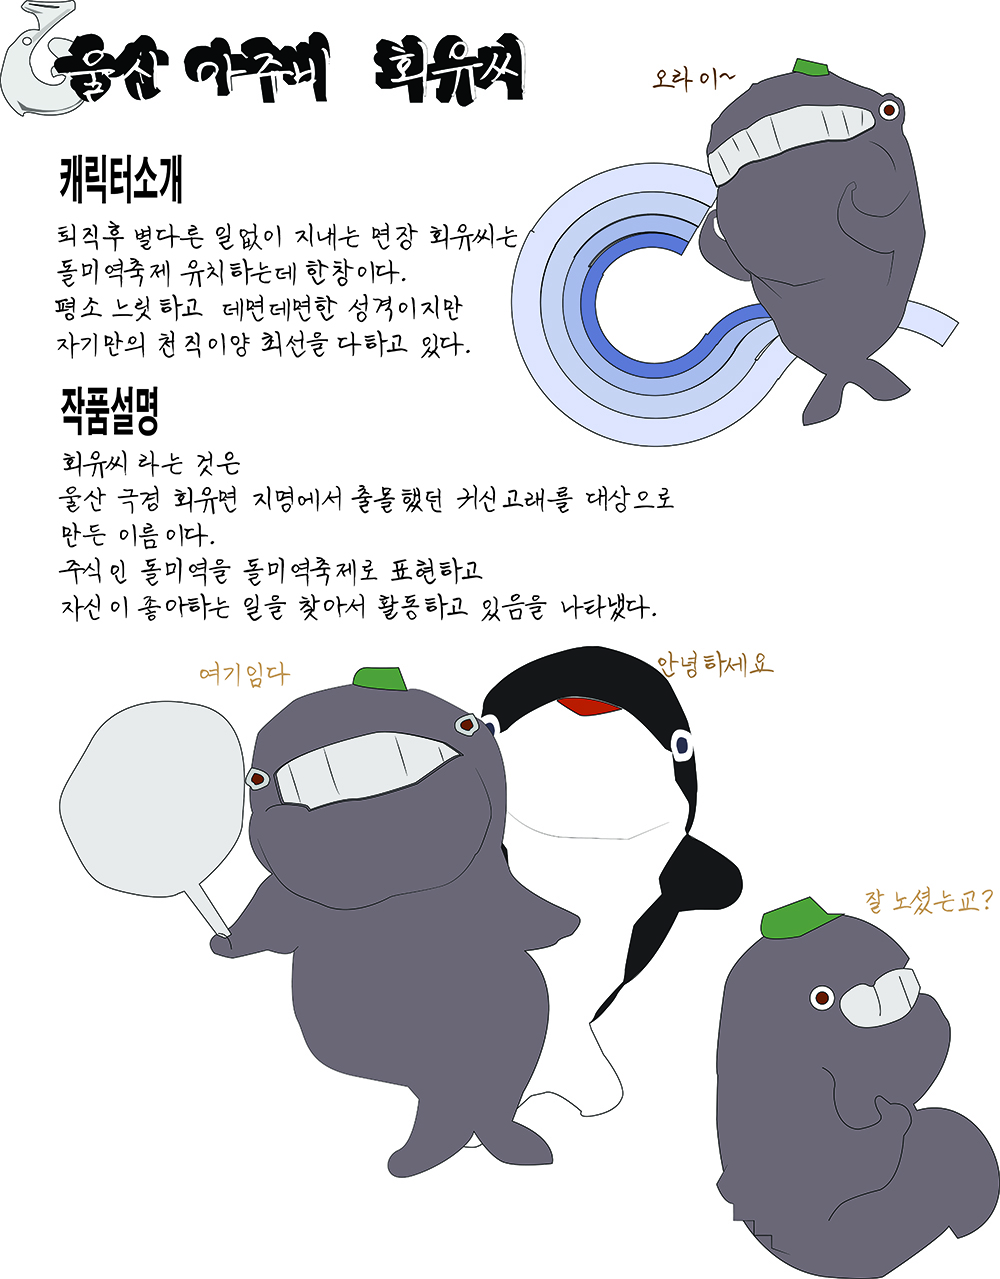 울산 아주비 회유씨
오라이~
캐릭터소개
퇴직후 별다른 일없이 지내는 면장 회유씨는
돌미역축제 유치하는데 한창이다.
평소 느릿하고 데면데면한 성격이지만
자기만의 천직이양 최선을 다하고 있다.
작품설명
회유씨 라는 것은
울산 극경 회유면 지명에서 출몰했던 귀신고래를 대상으로
만든 이름이다.
주식인 돌미역을 돌미역축제로 표현하고
자신이 좋아하는 일을 찾아서 활동하고 있음을 나타냈다.
여기임다
안녕하세요
잘 노셨는교?